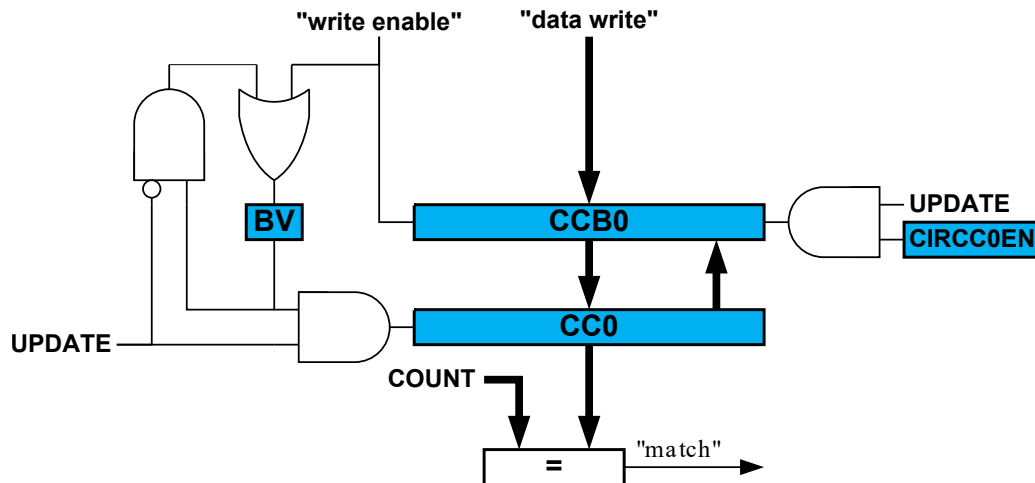 "write enable"
"data write"
BV
CCB0
UPDATE
CIRCC0EN
UPDATE
CC0
COUNT
=
"match"